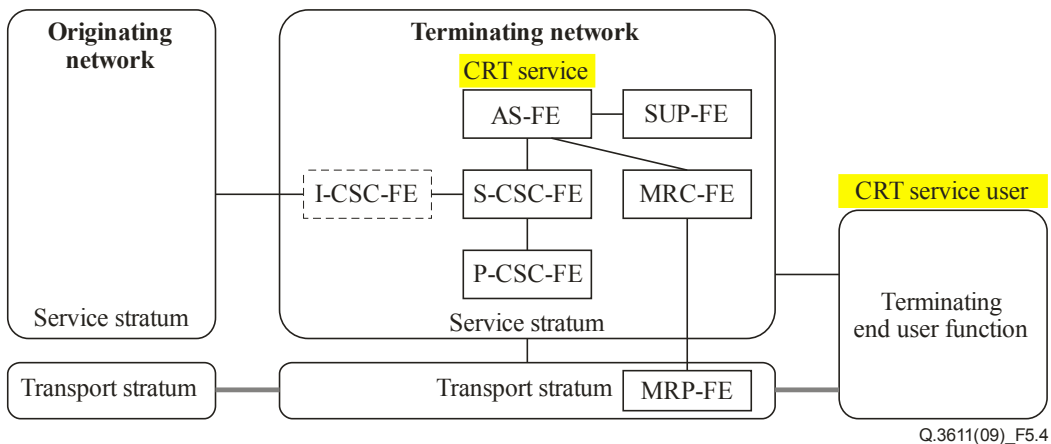 Originating
network
Terminating network
CRT service
AS-FE
SUP-FE
I-CSC-FE
S-CSC-FE
MRC-FE
CRT service user
P-CSC-FE
Terminating
end user function
Service stratum
Service stratum
Transport stratum
Transport stratum
MRP-FE
Q.3611(09)_F5.4